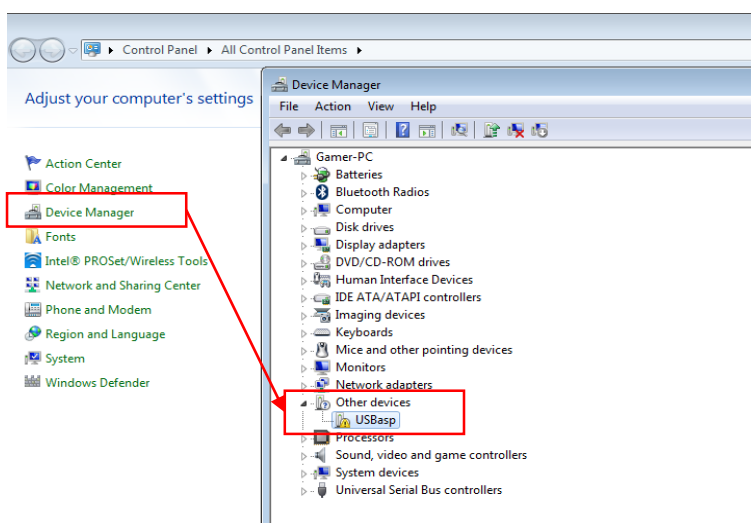 Control Panel All Control Panel Items
Adjust your computer's settings
Action Center
Color Management
Device Manager
Fonts
Intel® PROSet/Wireless Tools
Network and Sharing Center
Phone and Modem
Region and Language
System
Windows Defender
Device Manager
File Action View Help
Gamer-PC
Batteries
Bluetooth Radios
Computer
Disk drives
Display adapters
DVD/CD-ROM drives
Human Interface Devices
IDE ATA/ATAPI controllers
Imaging devices
Keyboards
Mice and other pointing devices
Monitors
Network adapters
Other devices
USBasp
Processors
Sound, video and game controllers
System devices
Universal Serial Bus controllers